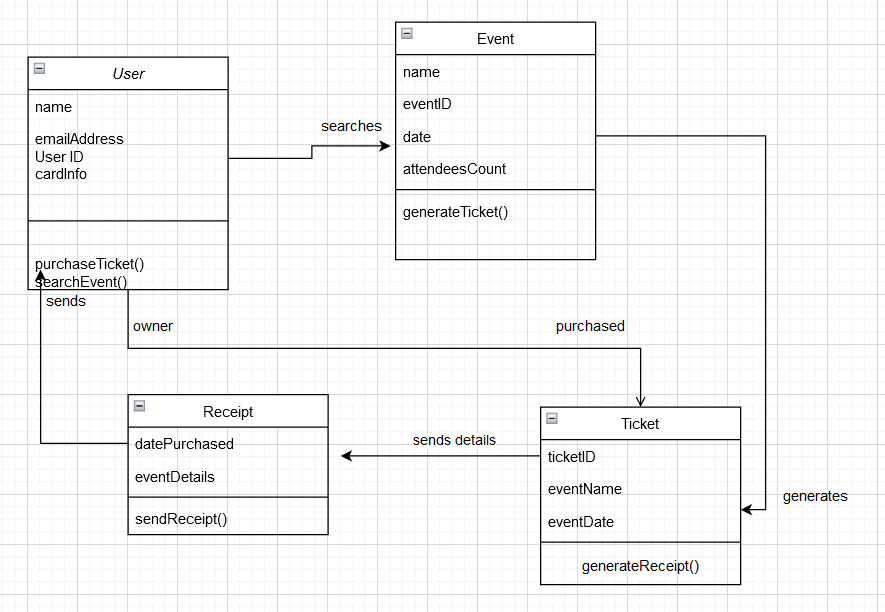 User
name
emailAddress
User ID
cardInfo
purchaseTicket()
searchEvent()
searches
Event
name
eventID
date
attendeesCount
generateTicket()
sends
owner
purchased
Receipt
datePurchased
eventDetails
sendReceipt()
sends details
Ticket
ticketID
eventName
eventDate
generateReceipt()
generates